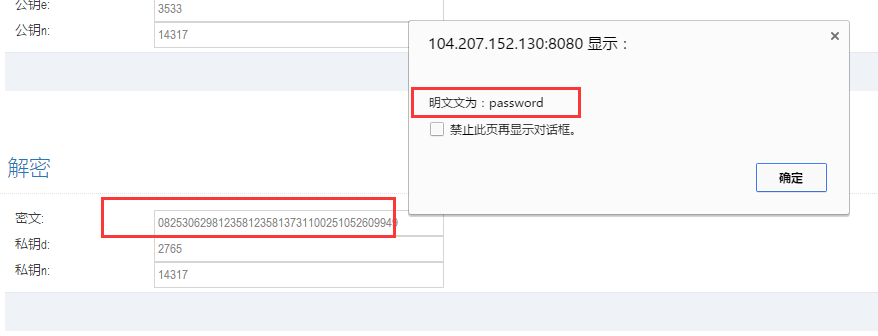 公钥e:
3533
公钥n:
14317
104.207.152.130:8080 显示：
明文文为：password
禁止此页再显示对话框。
确定
解密
密文:
0825306298123581235813731100251052609949
私钥d:
2765
私钥n:
14317